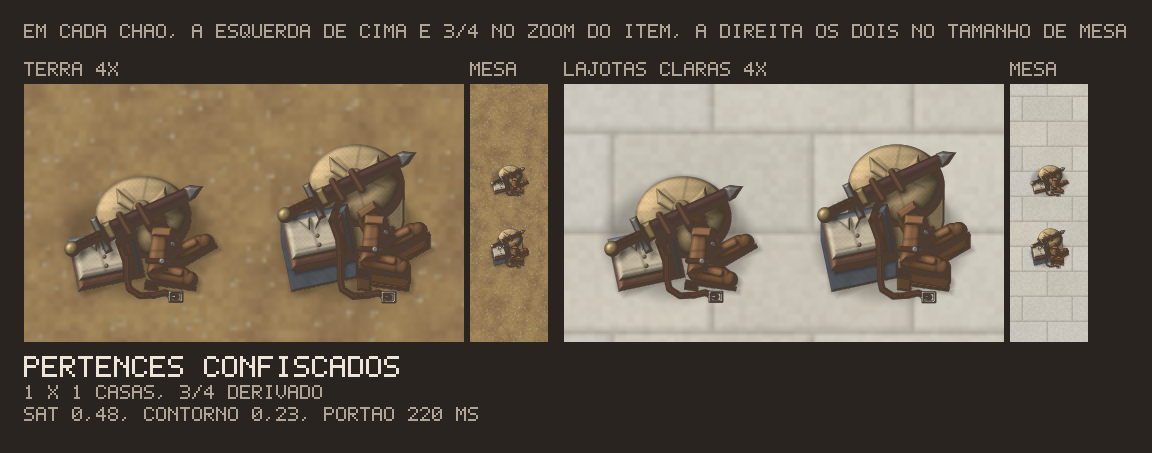 EM CADA CHAO, A ESQUERDA DE CIMA E 3/4 NO ZOOM DO ITEM, A DIREITA OS DOIS NO TAMANHO DE MESA
TERRA 4X MESA LAJOTAS CLARAS 4X MESA
PERTENCES CONFISCADOS
1 X 1 CASAS, 3/4 DERIVADO
SAT 0,48, CONTORNO 0,23, PORTAO 220 MS